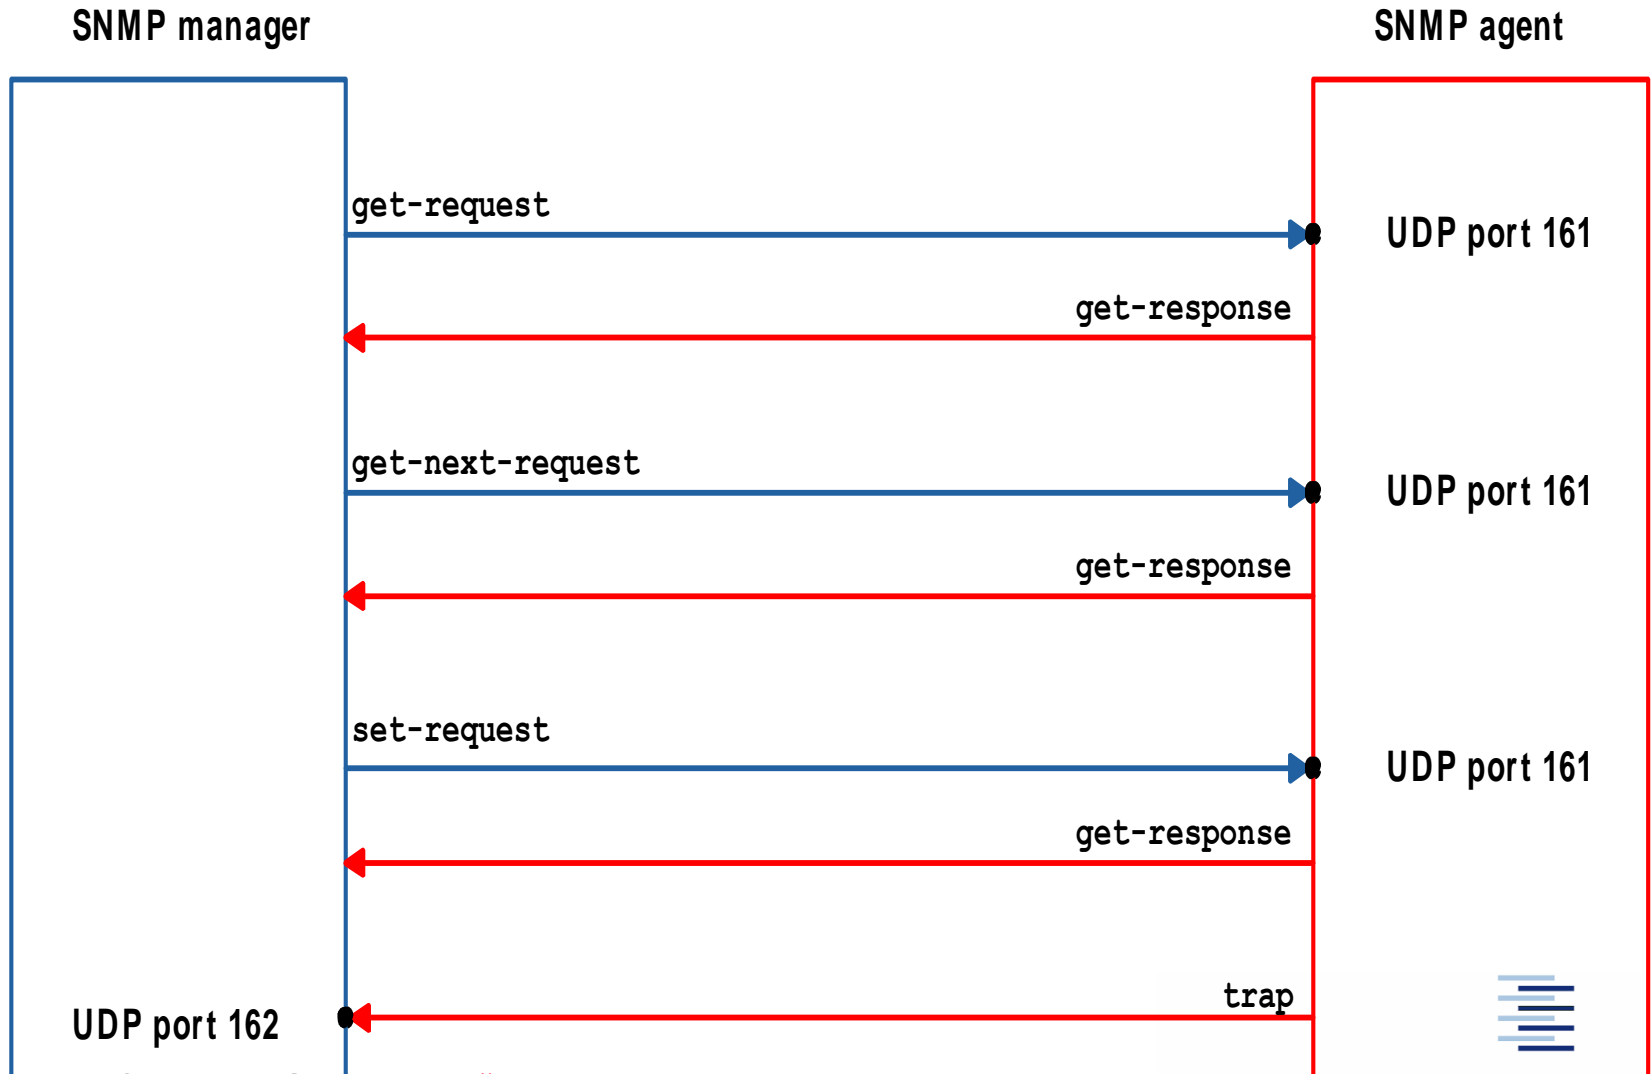 SNMP manager
SNMP agent
get-request
UDP port 161
get-response
get-next-request
UDP port 161
get-response
set-request
UDP port 161
get-response
trap
UDP port 162